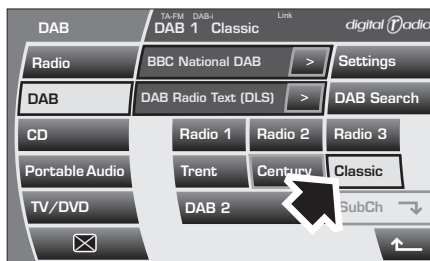 TA-FM DAB-i Link
DAB DAB 1 Classic digital radio
Radio BBC National DAB > Settings
DAB DAB Radio Text (DLS) > DAB Search
CD Radio 1 Radio 2 Radio 3
Portable Audio Trent Century Classic
TV/DVD DAB 2 SubCh